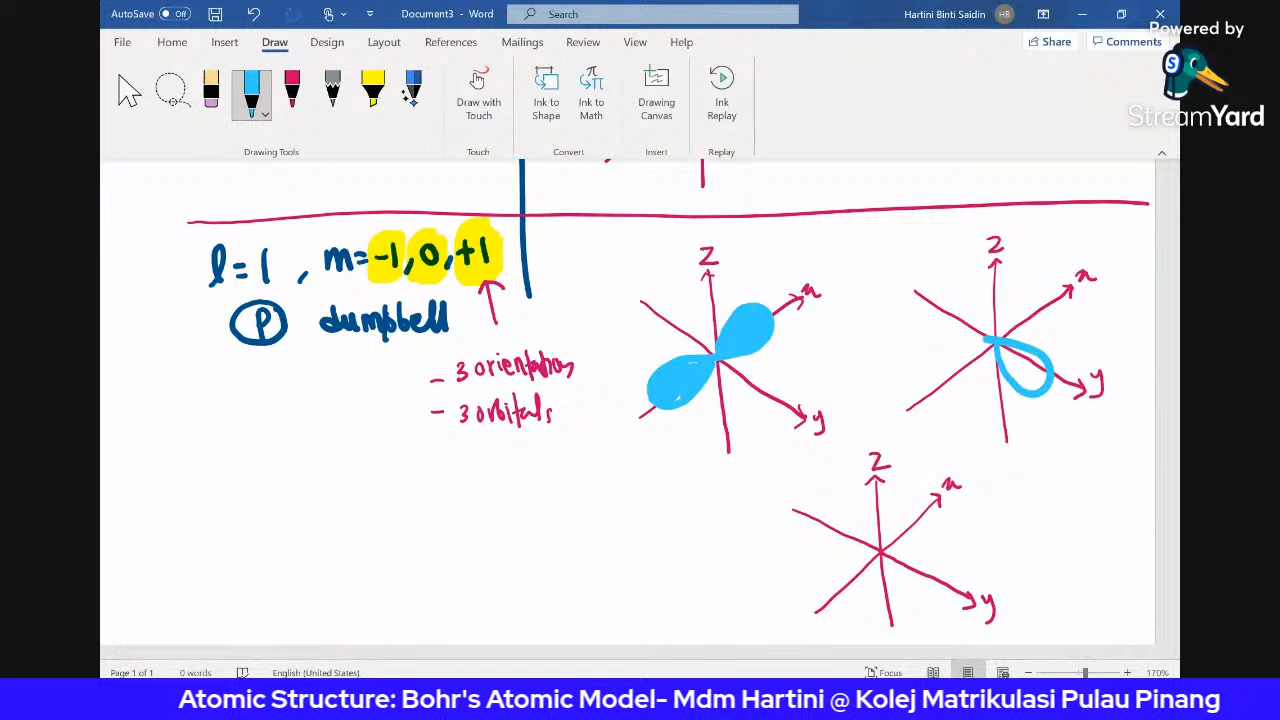 AutoSave Off Document3 - Word Search Hartini Binti Saidin HB
Powered by
StreamYard
File Home Insert Draw Design Layout References Mailings Review View Help Share Comments
Draw with Touch
Ink to Shape
Ink to Math
Drawing Canvas
Ink Replay
Drawing Tools Touch Convert Insert Replay
l = 1 , m = -1, 0, +1
P dumpbell
- 3 orientations
- 3 orbitals
z
x
y
z
x
y
z
x
y
Page 1 of 1 0 words English (United States) Focus 170%
Atomic Structure: Bohr's Atomic Model- Mdm Hartini @ Kolej Matrikulasi Pulau Pinang